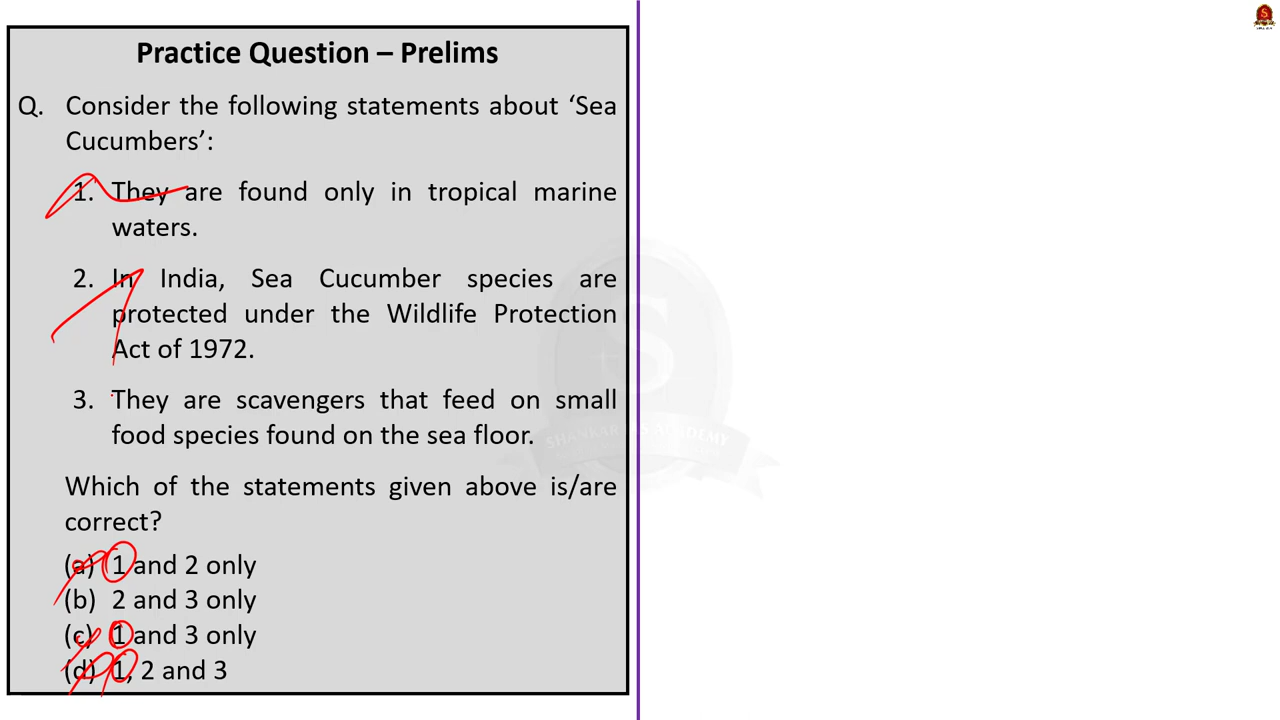 Practice Question – Prelims
Q. Consider the following statements about ‘Sea
Cucumbers’:
1. They are found only in tropical marine
waters.
2. In India, Sea Cucumber species are
protected under the Wildlife Protection
Act of 1972.
3. They are scavengers that feed on small
food species found on the sea floor.
Which of the statements given above is/are
correct?
(a) 1 and 2 only
(b) 2 and 3 only
(c) 1 and 3 only
(d) 1, 2 and 3
SHANKAR IAS ACADEMY